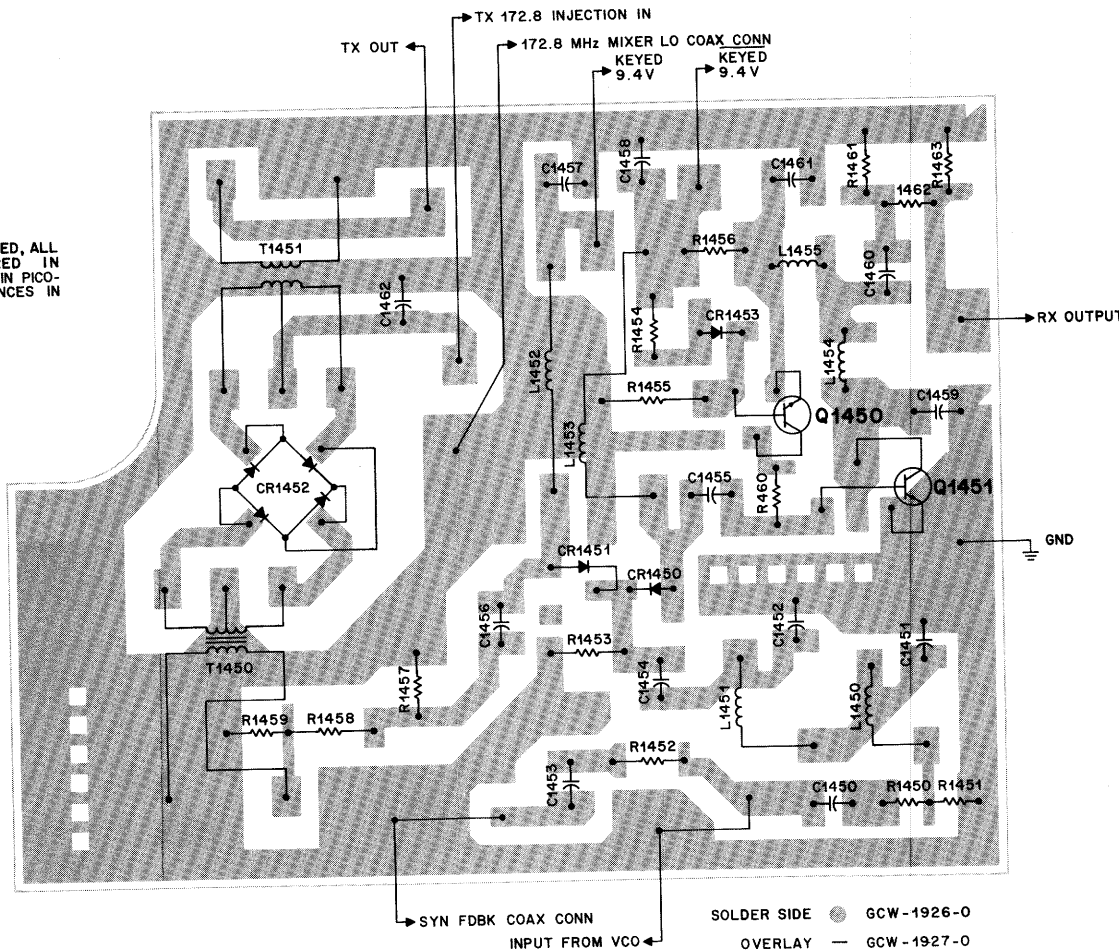 TX 172.8 INJECTION IN
TX OUT
172.8 MHz MIXER LO COAX CONN
KEYED
9.4V
KEYED
9.4V
ED, ALL
RED IN
IN PICO-
NCES IN
C1457
C1458
C1461
R1461
R1463
1462
T1451
R1456
L1455
C1460
C1462
R1454
CR1453
L1454
RX OUTPUT
L1452
R1455
C1459
Q1450
L1453
CR1452
C1455
R460
Q1451
GND
CR1451
CR1450
C1456
C1452
C1451
R1453
T1450
R1457
C1454
L1451
L1450
R1459
R1458
R1452
C1453
C1450
R1450
R1451
SYN FDBK COAX CONN
INPUT FROM VCO
SOLDER SIDE GCW-1926-0
OVERLAY — GCW-1927-0